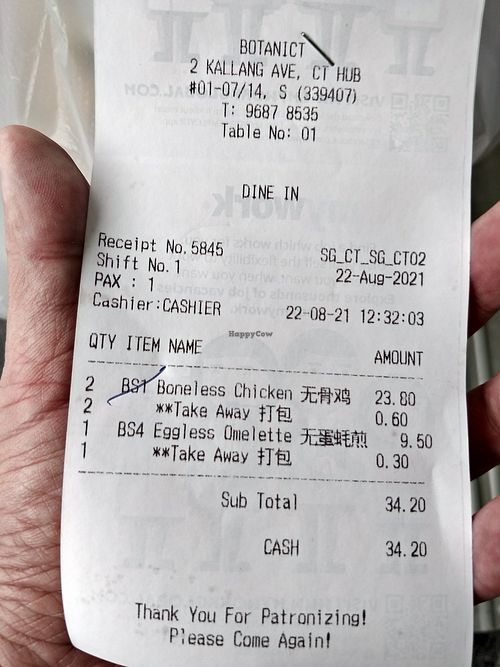 BOTANICT
2 KALLANG AVE, CT HUB
#01-07/14, S (339407)
T: 9687 8535
Table No: 01
DINE IN
Receipt No.5845 SG_CT_SG_CT02
Shift No.1 22-Aug-2021
PAX : 1
Cashier:CASHIER 22-08-21 12:32:03
HappyCow
QTY ITEM NAME AMOUNT
2 BS1 Boneless Chicken 无骨鸡 23.80
2 **Take Away 打包 0.60
1 BS4 Eggless Omelette 无蛋蚝煎 9.50
1 **Take Away 打包 0.30
Sub Total 34.20
CASH 34.20
Thank You For Patronizing!
Please Come Again!